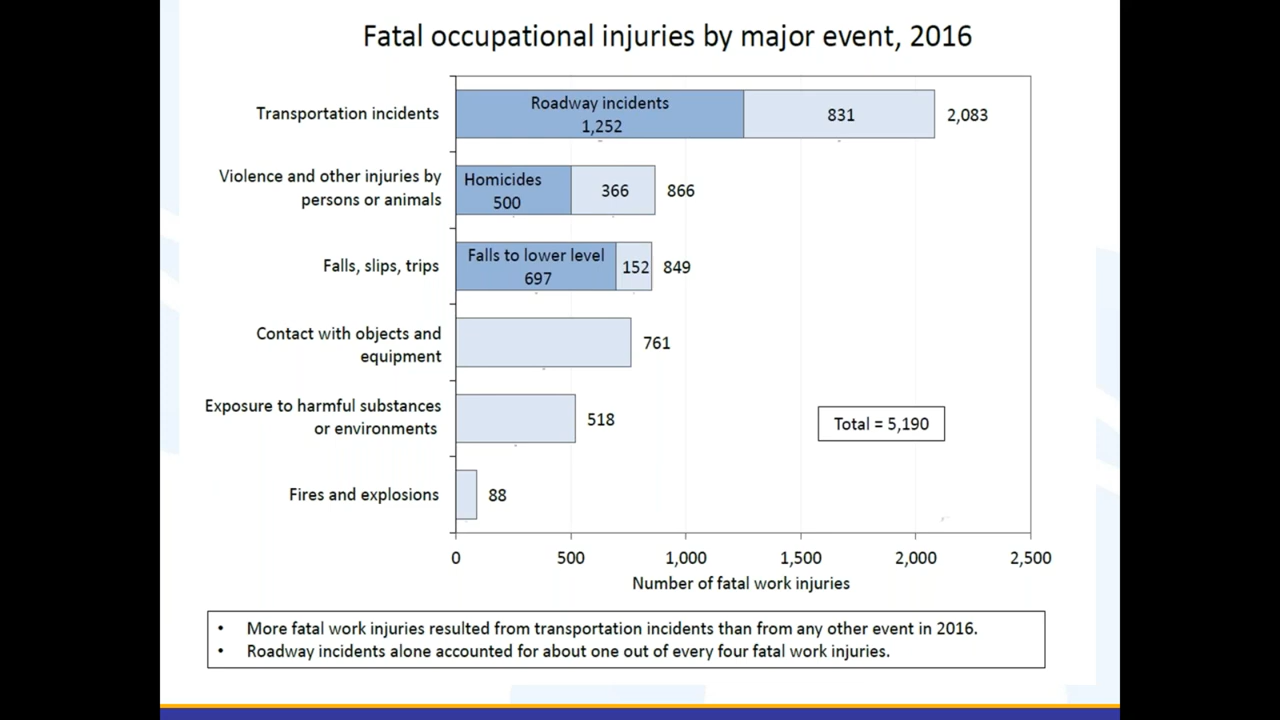 Fatal occupational injuries by major event, 2016
Transportation incidents
Roadway incidents
1,252
831
2,083
Violence and other injuries by
persons or animals
Homicides
500
366
866
Falls, slips, trips
Falls to lower level
697
152
849
Contact with objects and
equipment
761
Exposure to harmful substances
or environments
518
Total = 5,190
Fires and explosions
88
0 500 1,000 1,500 2,000 2,500
Number of fatal work injuries
• More fatal work injuries resulted from transportation incidents than from any other event in 2016.
• Roadway incidents alone accounted for about one out of every four fatal work injuries.